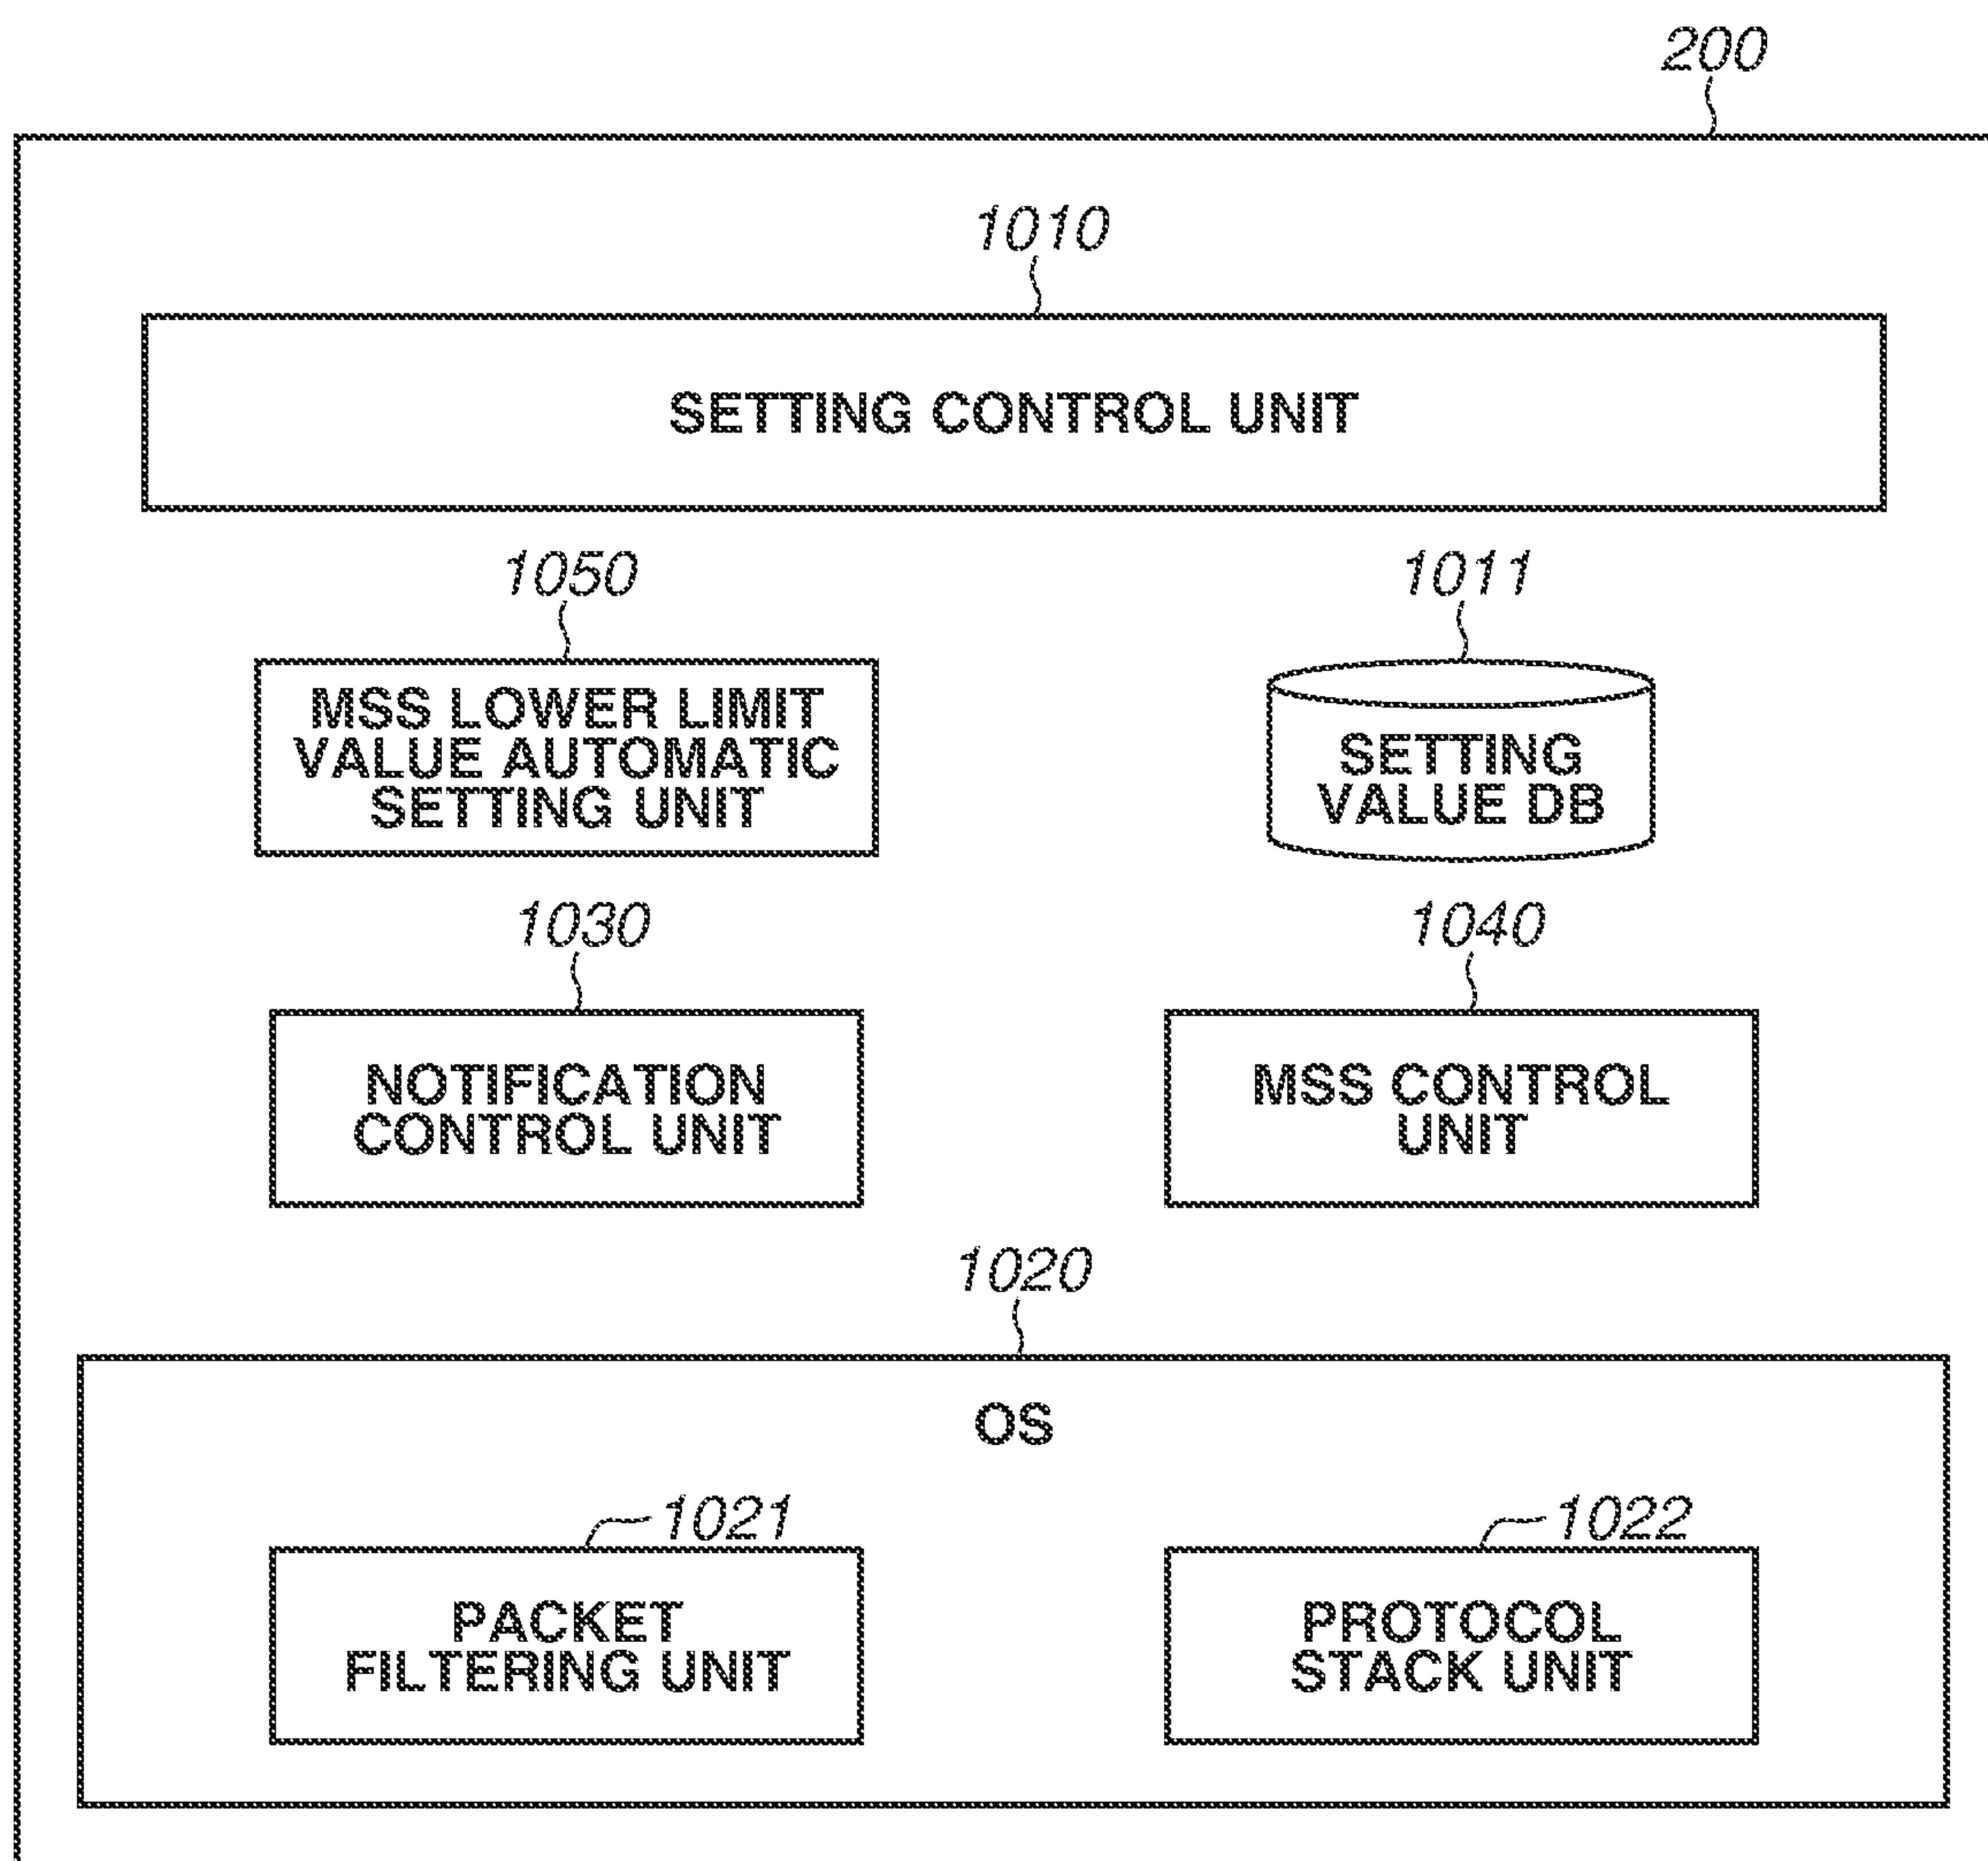 200
1010
SETTING CONTROL UNIT
1050
1011
MSS LOWER LIMIT
VALUE AUTOMATIC
SETTING UNIT
SETTING
VALUE DB
1030
1040
NOTIFICATION
CONTROL UNIT
MSS CONTROL
UNIT
1020
OS
1021
1022
PACKET
FILTERING UNIT
PROTOCOL
STACK UNIT